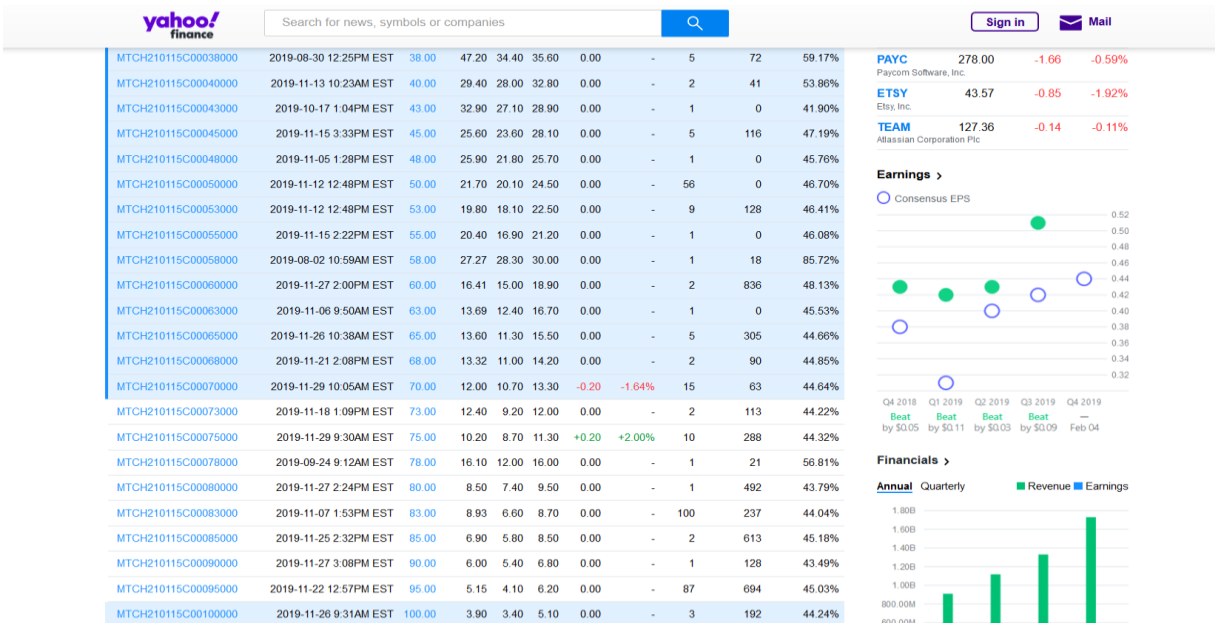 yahoo!
finance
Search for news, symbols or companies
Sign in
Mail
MTCH210115C00038000 2019-08-30 12:25PM EST 38.00 47.20 34.40 35.60 0.00 - 5 72 59.17%
MTCH210115C00040000 2019-11-13 10:23AM EST 40.00 29.40 28.00 32.80 0.00 - 2 41 53.86%
MTCH210115C00043000 2019-10-17 1:04PM EST 43.00 32.90 27.10 28.90 0.00 - 1 0 41.90%
MTCH210115C00045000 2019-11-15 3:33PM EST 45.00 25.60 23.60 28.10 0.00 - 5 116 47.19%
MTCH210115C00048000 2019-11-05 1:28PM EST 48.00 25.90 21.80 25.70 0.00 - 1 0 45.76%
MTCH210115C00050000 2019-11-12 12:48PM EST 50.00 21.70 20.10 24.50 0.00 - 56 0 46.70%
MTCH210115C00053000 2019-11-12 12:48PM EST 53.00 19.80 18.10 22.50 0.00 - 9 128 46.41%
MTCH210115C00055000 2019-11-15 2:22PM EST 55.00 20.40 16.90 21.20 0.00 - 1 0 46.08%
MTCH210115C00058000 2019-08-02 10:59AM EST 58.00 27.27 28.30 30.00 0.00 - 1 18 85.72%
MTCH210115C00060000 2019-11-27 2:00PM EST 60.00 16.41 15.00 18.90 0.00 - 2 836 48.13%
MTCH210115C00063000 2019-11-06 9:50AM EST 63.00 13.69 12.40 16.70 0.00 - 1 0 45.53%
MTCH210115C00065000 2019-11-26 10:38AM EST 65.00 13.60 11.30 15.50 0.00 - 5 305 44.66%
MTCH210115C00068000 2019-11-21 2:08PM EST 68.00 13.32 11.00 14.20 0.00 - 2 90 44.85%
MTCH210115C00070000 2019-11-29 10:05AM EST 70.00 12.00 10.70 13.30 -0.20 -1.64% 15 63 44.64%
MTCH210115C00073000 2019-11-18 1:09PM EST 73.00 12.40 9.20 12.00 0.00 - 2 113 44.22%
MTCH210115C00075000 2019-11-29 9:30AM EST 75.00 10.20 8.70 11.30 +0.20 +2.00% 10 288 44.32%
MTCH210115C00078000 2019-09-24 9:12AM EST 78.00 16.10 12.00 16.00 0.00 - 1 21 56.81%
MTCH210115C00080000 2019-11-27 2:24PM EST 80.00 8.50 7.40 9.50 0.00 - 1 492 43.79%
MTCH210115C00083000 2019-11-07 1:53PM EST 83.00 8.93 6.60 8.70 0.00 - 100 237 44.04%
MTCH210115C00085000 2019-11-25 2:32PM EST 85.00 6.90 5.80 8.50 0.00 - 2 613 45.18%
MTCH210115C00090000 2019-11-27 3:08PM EST 90.00 6.00 5.40 6.80 0.00 - 1 128 43.49%
MTCH210115C00095000 2019-11-22 12:57PM EST 95.00 5.15 4.10 6.20 0.00 - 87 694 45.03%
MTCH210115C00100000 2019-11-26 9:31AM EST 100.00 3.90 3.40 5.10 0.00 - 3 192 44.24%
PAYC 278.00 -1.66 -0.59%
Paycom Software, Inc.
ETSY 43.57 -0.85 -1.92%
Etsy, Inc.
TEAM 127.36 -0.14 -0.11%
Atlassian Corporation Plc
Earnings
Consensus EPS
0.52
0.50
0.48
0.46
0.44
0.42
0.40
0.38
0.36
0.34
0.32
Q4 2018 Q1 2019 Q2 2019 Q3 2019 Q4 2019
Beat Beat Beat Beat —
by $0.05 by $0.11 by $0.03 by $0.09 Feb 04
Financials
Annual Quarterly Revenue Earnings
1.80B
1.60B
1.40B
1.20B
1.00B
800.00M
600.00M